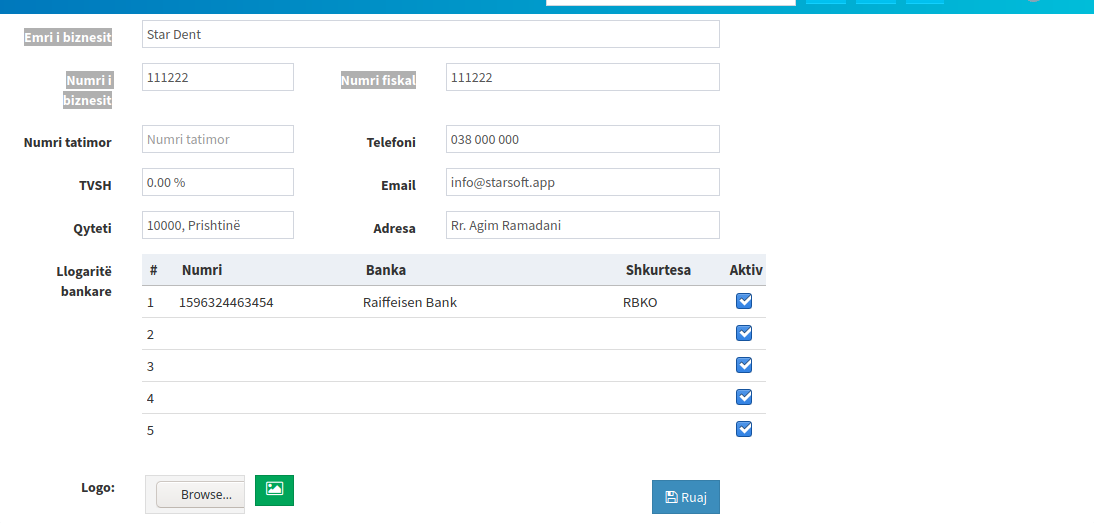 Emri i biznesit Star Dent
Numri i biznesit 111222 Numri fiskal 111222
Numri tatimor Numri tatimor Telefoni 038 000 000
TVSH 0.00 % Email info@starsoft.app
Qyteti 10000, Prishtinë Adresa Rr. Agim Ramadani
Llogaritë bankare
# Numri Banka Shkurtesa Aktiv
1 1596324463454 Raiffeisen Bank RBKO
2
3
4
5
Logo: Browse... Ruaj